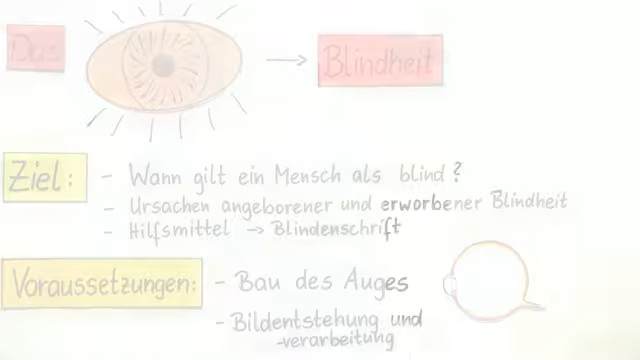 Das → Blindheit
Ziel: - Wann gilt ein Mensch als blind?
- Ursachen angeborener und erworbener Blindheit
- Hilfsmittel → Blindenschrift
Voraussetzungen: - Bau des Auges
- Bildentstehung und
-verarbeitung